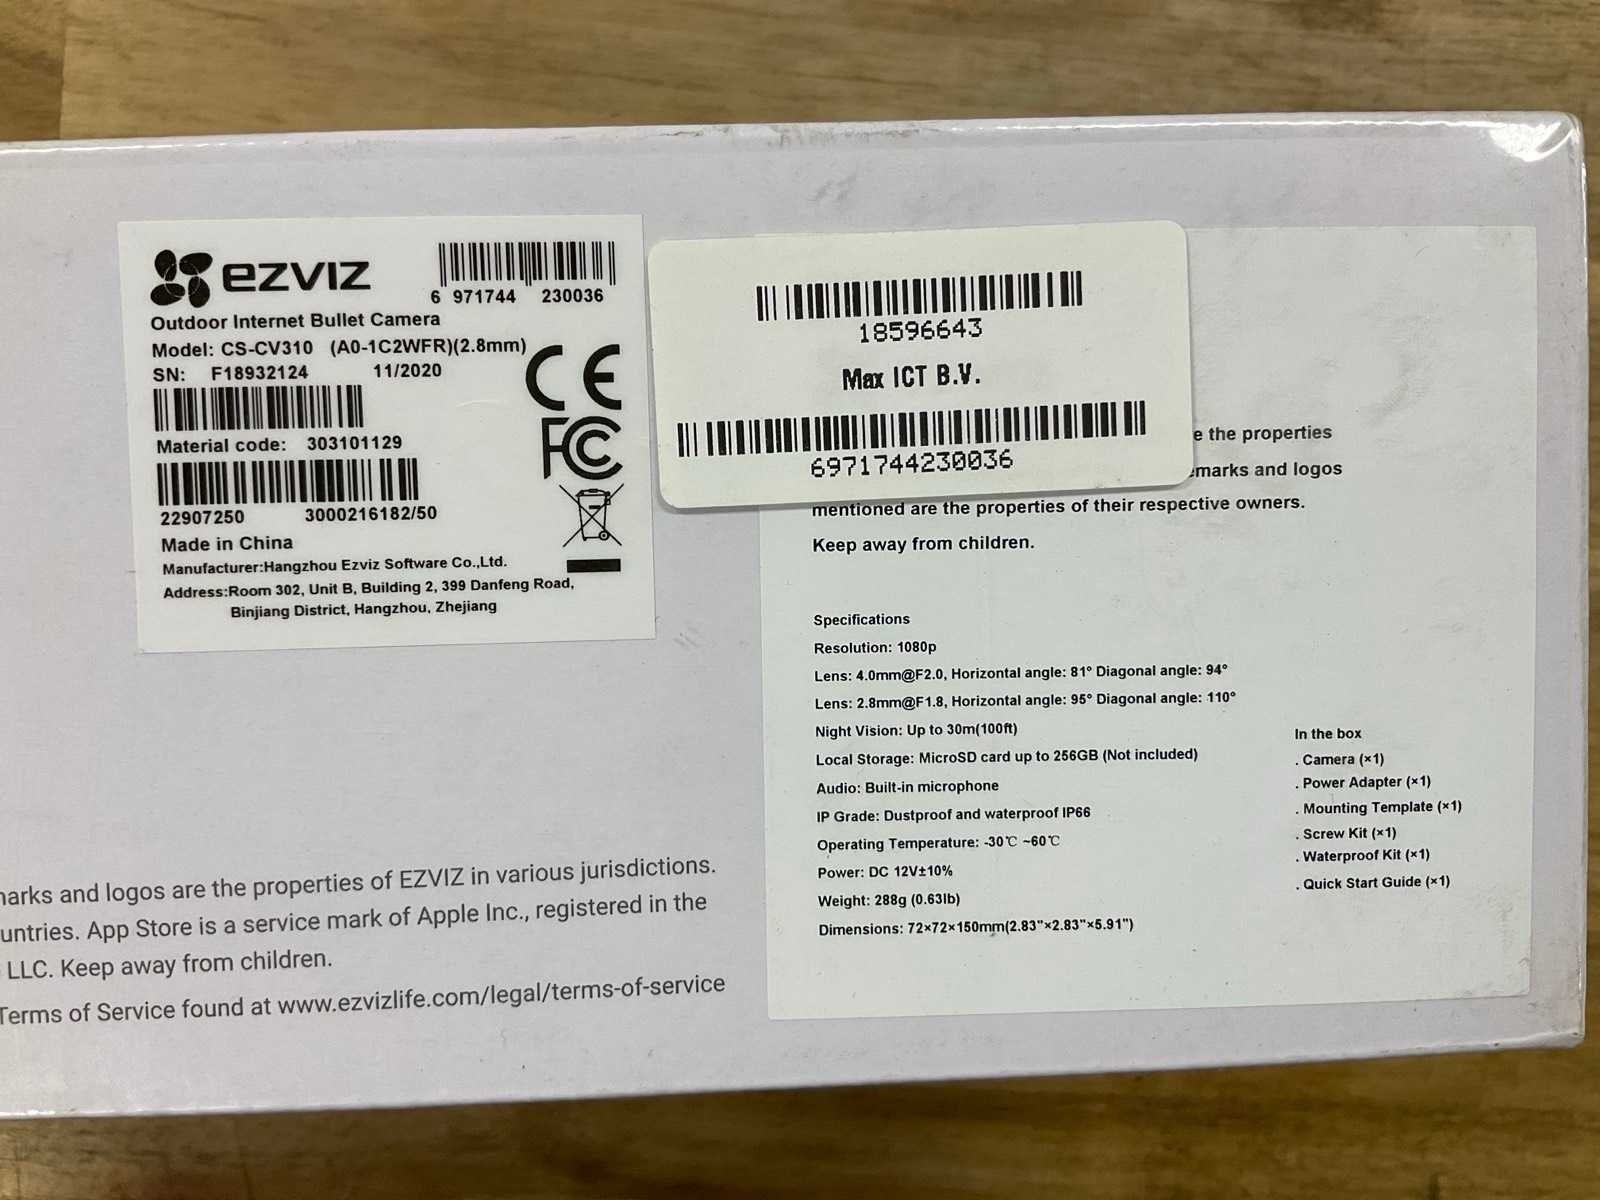 ezviz
6 971744 230036
Outdoor Internet Bullet Camera
Model: CS-CV310 (A0-1C2WFR)(2.8mm)
SN: F18932124 11/2020
CE
FC
Material code: 303101129
22907250 3000216182/50
Made in China
Manufacturer:Hangzhou Ezviz Software Co.,Ltd.
Address:Room 302, Unit B, Building 2, 399 Danfeng Road,
Binjiang District, Hangzhou, Zhejiang
18596643
Max ICT B.V.
6971744230036
the properties
marks and logos
mentioned are the properties of their respective owners.
Keep away from children.
Specifications
Resolution: 1080p
Lens: 4.0mm@F2.0, Horizontal angle: 81° Diagonal angle: 94°
Lens: 2.8mm@F1.8, Horizontal angle: 95° Diagonal angle: 110°
Night Vision: Up to 30m(100ft)
Local Storage: MicroSD card up to 256GB (Not included)
Audio: Built-in microphone
IP Grade: Dustproof and waterproof IP66
Operating Temperature: -30℃ ~60℃
Power: DC 12V±10%
Weight: 288g (0.63lb)
Dimensions: 72×72×150mm(2.83"×2.83"×5.91")
In the box
. Camera (×1)
. Power Adapter (×1)
. Mounting Template (×1)
. Screw Kit (×1)
. Waterproof Kit (×1)
. Quick Start Guide (×1)
marks and logos are the properties of EZVIZ in various jurisdictions.
untries. App Store is a service mark of Apple Inc., registered in the
LLC. Keep away from children.
Terms of Service found at www.ezvizlife.com/legal/terms-of-service